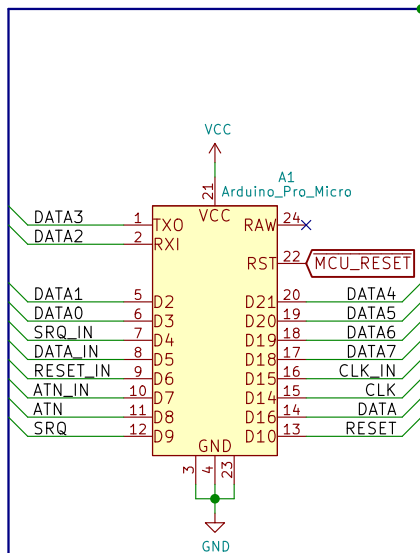 VCC
A1
Arduino_Pro_Micro
21
VCC
DATA3 1 TXO RAW 24
DATA2 2 RXI
RST 22 MCU_RESET
DATA1 5 D2 D21 20 DATA4
DATA0 6 D3 D20 19 DATA5
SRQ_IN 7 D4 D19 18 DATA6
DATA_IN 8 D5 D18 17 DATA7
RESET_IN 9 D6 D15 16 CLK_IN
ATN_IN 10 D7 D14 15 CLK
ATN 11 D8 D16 14 DATA
SRQ 12 D9 D10 13 RESET
GND
3 4 23
GND